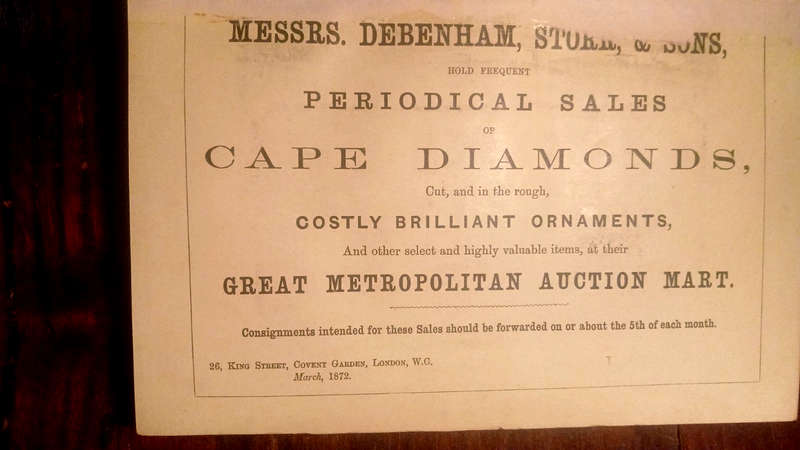 MESSRS. DEBENHAM, STORR, & SONS,
HOLD FREQUENT
PERIODICAL SALES
OF
CAPE DIAMONDS,
Cut, and in the rough,
COSTLY BRILLIANT ORNAMENTS,
And other select and highly valuable items, at their
GREAT METROPOLITAN AUCTION MART.
Consignments intended for these Sales should be forwarded on or about the 5th of each month.
26, KING STREET, COVENT GARDEN, LONDON, W.C.
March, 1872.